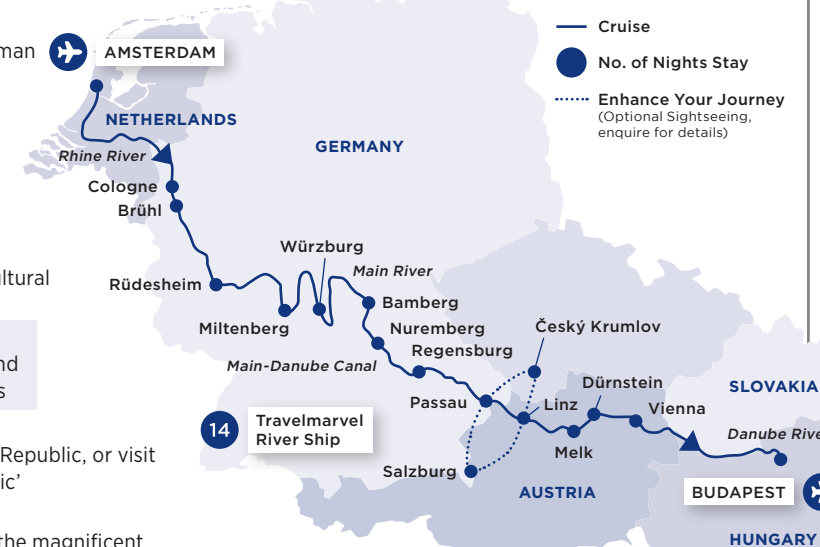 man
AMSTERDAM
Cruise
No. of Nights Stay
Enhance Your Journey
(Optional Sightseeing,
enquire for details)
NETHERLANDS
GERMANY
Rhine River
Cologne
Brühl
Würzburg
Main River
ultural
Rüdesheim
Bamberg
Miltenberg
Nuremberg
Český Krumlov
Regensburg
nd
Main-Danube Canal
s
Dürnstein
SLOVAKIA
Passau
Linz
Vienna
14
Travelmarvel
River Ship
Danube Rive
Republic, or visit
Melk
Salzburg
ic’
AUSTRIA
BUDAPEST
the magnificent
HUNGARY